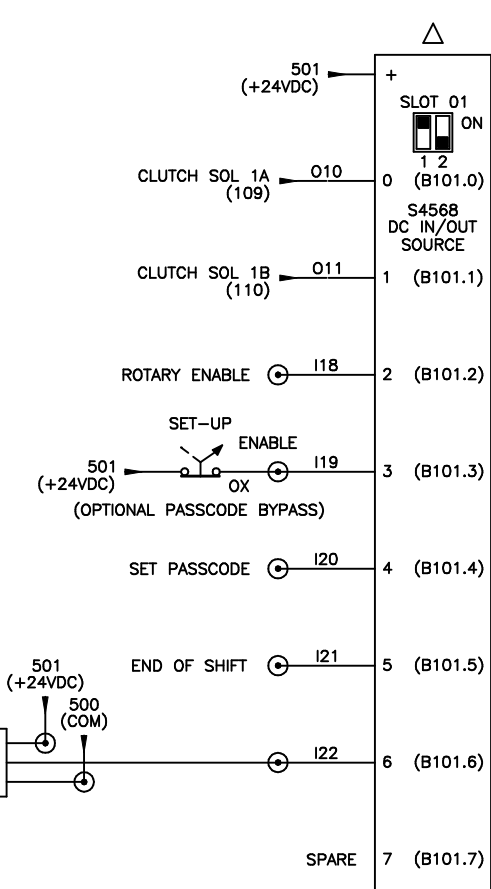 501
(+24VDC)
+
SLOT 01
ON
1 2
CLUTCH SOL 1A
(109)
O10
0 (B101.0)
S4568
DC IN/OUT
SOURCE
CLUTCH SOL 1B
(110)
O11
1 (B101.1)
ROTARY ENABLE
I18
2 (B101.2)
SET-UP
ENABLE
501
(+24VDC)
OX
I19
3 (B101.3)
(OPTIONAL PASSCODE BYPASS)
SET PASSCODE
I20
4 (B101.4)
END OF SHIFT
I21
5 (B101.5)
501
(+24VDC)
500
(COM)
I22
6 (B101.6)
SPARE
7 (B101.7)